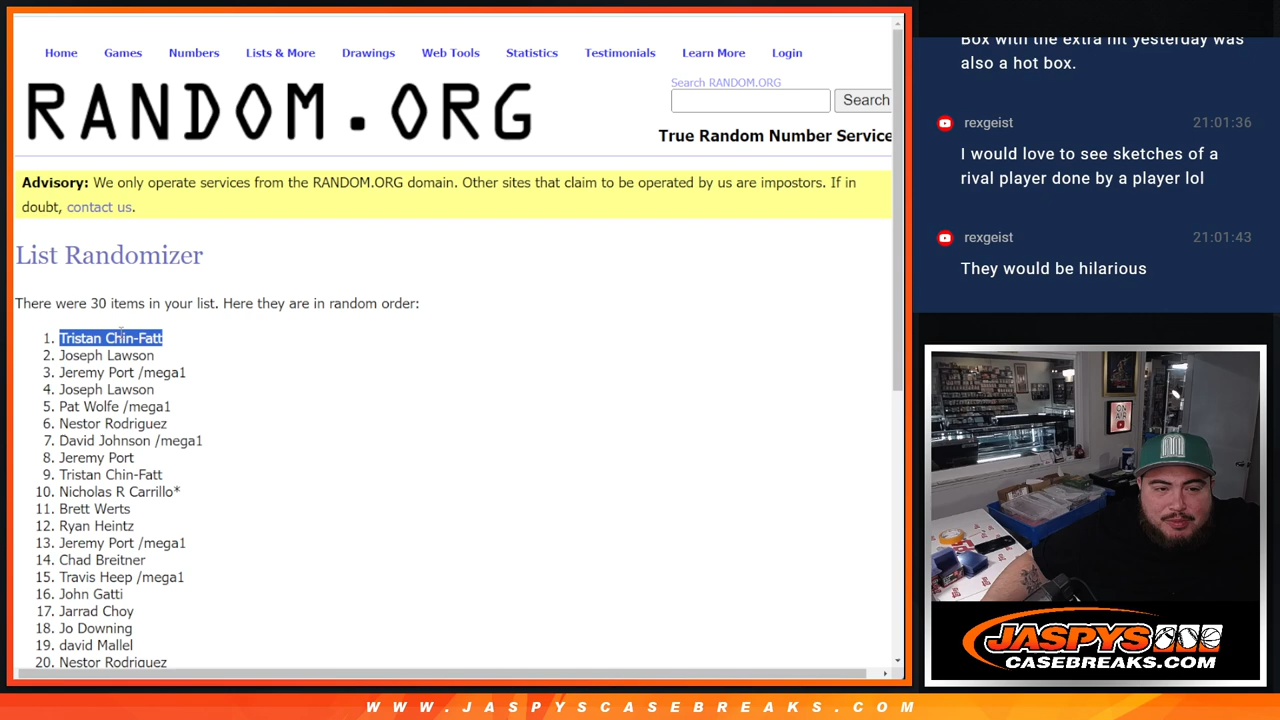 Home Games Numbers Lists & More Drawings Web Tools Statistics Testimonials Learn More Login
RANDOM.ORG
Search RANDOM.ORG
Search
True Random Number Service
Advisory: We only operate services from the RANDOM.ORG domain. Other sites that claim to be operated by us are impostors. If in
doubt, contact us.
List Randomizer
There were 30 items in your list. Here they are in random order:
1. Tristan Chin-Fatt
2. Joseph Lawson
3. Jeremy Port /mega1
4. Joseph Lawson
5. Pat Wolfe /mega1
6. Nestor Rodriguez
7. David Johnson /mega1
8. Jeremy Port
9. Tristan Chin-Fatt
10. Nicholas R Carrillo*
11. Brett Werts
12. Ryan Heintz
13. Jeremy Port /mega1
14. Chad Breitner
15. Travis Heep /mega1
16. John Gatti
17. Jarrad Choy
18. Jo Downing
19. david Mallel
20. Nestor Rodriguez
Box with the extra hit yesterday was
also a hot box.
rexgeist 21:01:36
I would love to see sketches of a
rival player done by a player lol
rexgeist 21:01:43
They would be hilarious
ON
AIR
JASPYS
CASEBREAKS.COM
WWW.JASPYSCASEBREAKS.COM